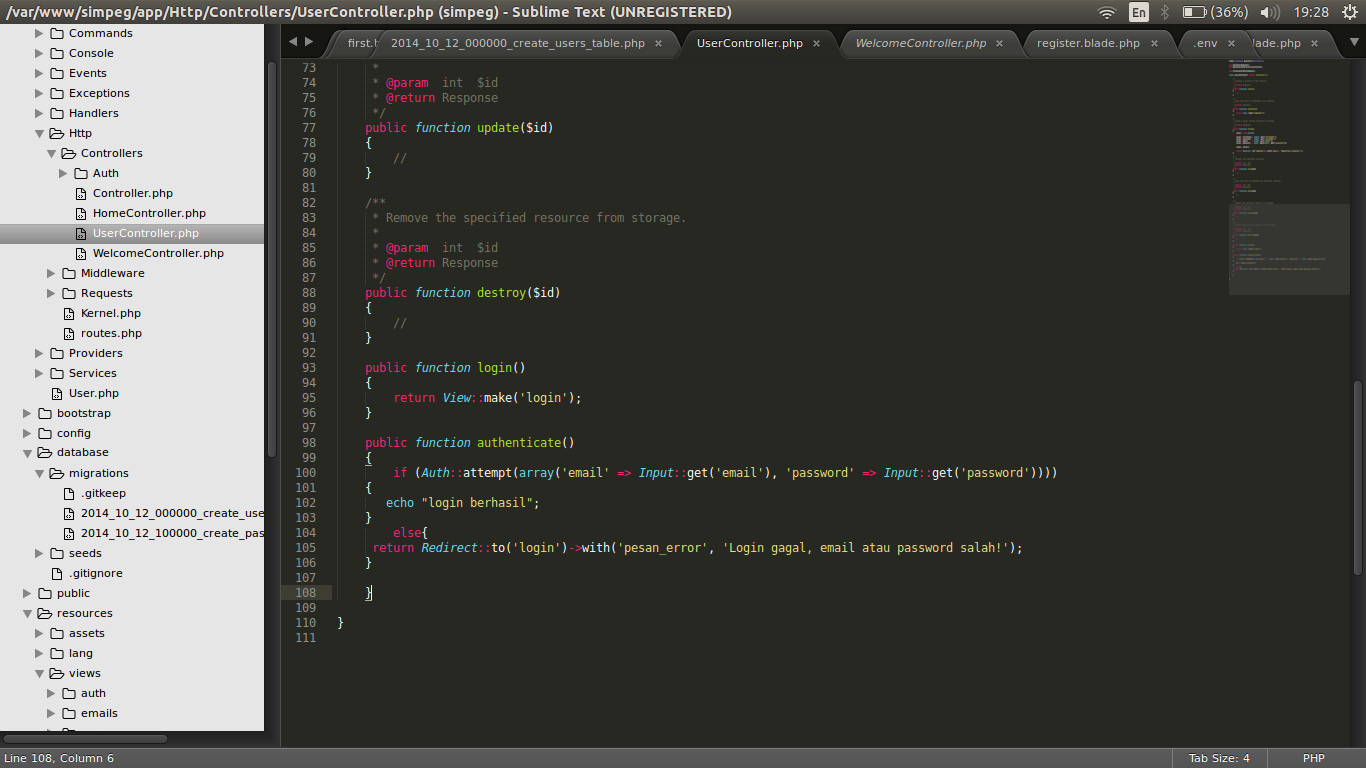 /var/www/simpeg/app/Http/Controllers/UserController.php (simpeg) - Sublime Text (UNREGISTERED)
En
(36%)
19:28
Commands
Console
Events
Exceptions
Handlers
Http
Controllers
Auth
Controller.php
HomeController.php
UserController.php
WelcomeController.php
Middleware
Requests
Kernel.php
routes.php
Providers
Services
User.php
bootstrap
config
database
migrations
.gitkeep
2014_10_12_000000_create_use
2014_10_12_100000_create_pas
seeds
.gitignore
public
resources
assets
lang
views
auth
emails
first.
2014_10_12_000000_create_users_table.php ×
UserController.php ×
WelcomeController.php ×
register.blade.php ×
.env ×
lade.php ×
73 *
74 * @param  int  $id
75 * @return Response
76 */
77 public function update($id)
78 {
79 //
80 }
81
82 /**
83 * Remove the specified resource from storage.
84 *
85 * @param  int  $id
86 * @return Response
87 */
88 public function destroy($id)
89 {
90 //
91 }
92
93 public function login()
94 {
95 return View::make('login');
96 }
97
98 public function authenticate()
99 {
100 if (Auth::attempt(array('email' => Input::get('email'), 'password' => Input::get('password'))))
101 {
102 echo "login berhasil";
103 }
104 else{
105 return Redirect::to('login')->with('pesan_error', 'Login gagal, email atau password salah!');
106 }
107
108 }
109
110 }
111
Line 108, Column 6
Tab Size: 4
PHP